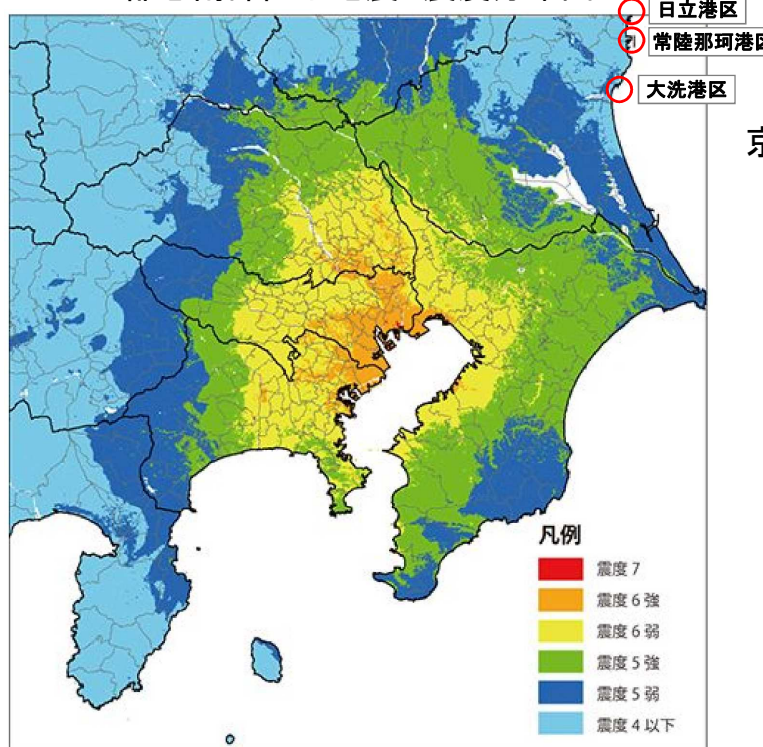 日立港区
常陸那珂港区
大洗港区
凡例
震度 7
震度 6 強
震度 6 弱
震度 5 強
震度 5 弱
震度 4 以下